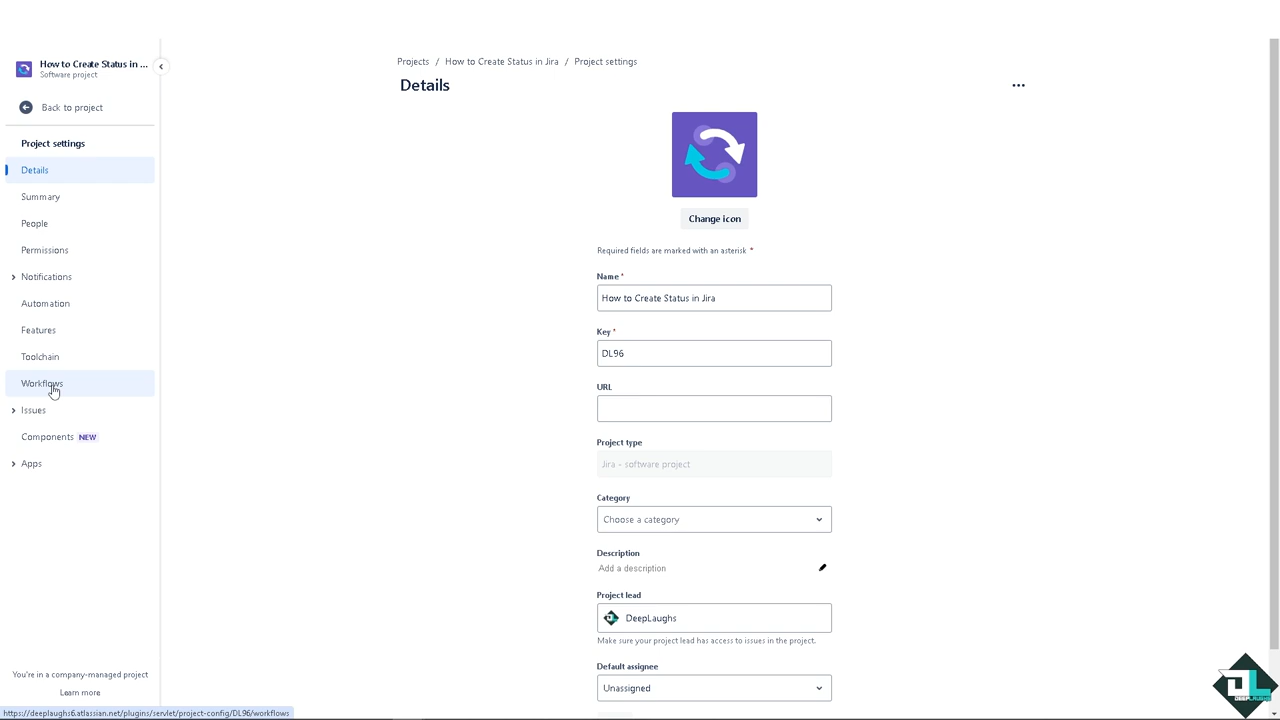 How to Create Status in ...
Software project
Back to project
Project settings
Details
Summary
People
Permissions
Notifications
Automation
Features
Toolchain
Workflows
Issues
Components NEW
Apps
You're in a company-managed project
Learn more
https://deeplaughs6.atlassian.net/plugins/servlet/project-config/DL96/workflows
Projects / How to Create Status in Jira / Project settings
Details
Change icon
Required fields are marked with an asterisk *
Name *
How to Create Status in Jira
Key *
DL96
URL
Project type
Jira - software project
Category
Choose a category
Description
Add a description
Project lead
DeepLaughs
Make sure your project lead has access to issues in the project.
Default assignee
Unassigned
DL
DEEPLAUGHS